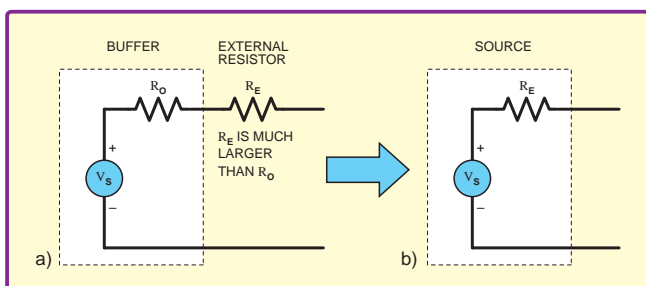 BUFFER
EXTERNAL
RESISTOR
RO
RE
RE IS MUCH
LARGER
THAN RO
+
VS
–
a)
SOURCE
RE
+
VS
–
b)